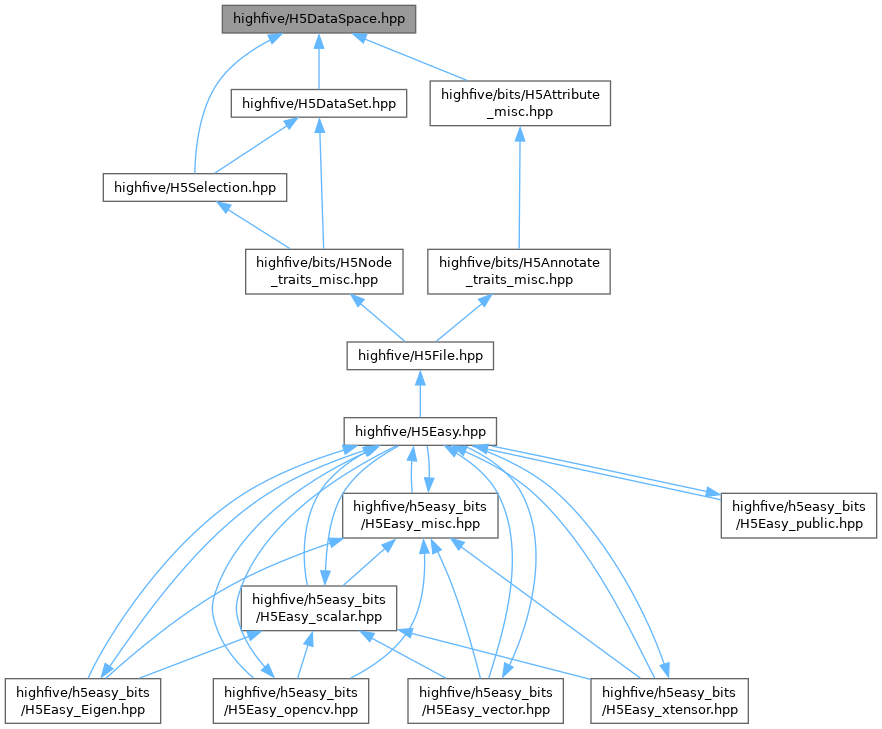 highfive/H5DataSpace.hpp
highfive/H5DataSet.hpp
highfive/bits/H5Attribute
_misc.hpp
highfive/H5Selection.hpp
highfive/bits/H5Node
_traits_misc.hpp
highfive/bits/H5Annotate
_traits_misc.hpp
highfive/H5File.hpp
highfive/H5Easy.hpp
highfive/h5easy_bits
/H5Easy_misc.hpp
highfive/h5easy_bits
/H5Easy_public.hpp
highfive/h5easy_bits
/H5Easy_scalar.hpp
highfive/h5easy_bits
/H5Easy_Eigen.hpp
highfive/h5easy_bits
/H5Easy_opencv.hpp
highfive/h5easy_bits
/H5Easy_vector.hpp
highfive/h5easy_bits
/H5Easy_xtensor.hpp